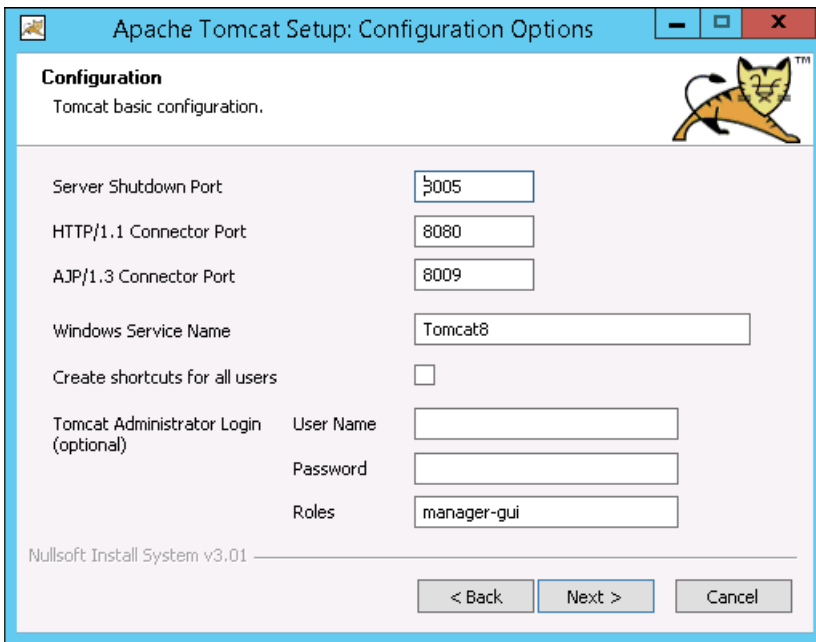 Apache Tomcat Setup: Configuration Options
Configuration
Tomcat basic configuration.
TM
Server Shutdown Port 8005
HTTP/1.1 Connector Port 8080
AJP/1.3 Connector Port 8009
Windows Service Name Tomcat8
Create shortcuts for all users
Tomcat Administrator Login User Name
(optional)
Password
Roles manager-gui
Nullsoft Install System v3.01
< Back Next > Cancel